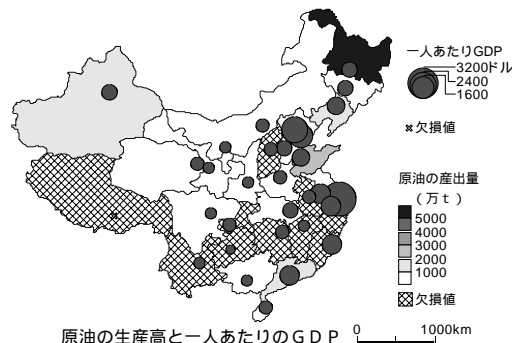 一人あたりGDP
3200ドル
2400
1600
欠損値
原油の産出量
(万t)
5000
4000
3000
2000
1000
欠損値
原油の生産高と一人あたりのGDP
0 1000km